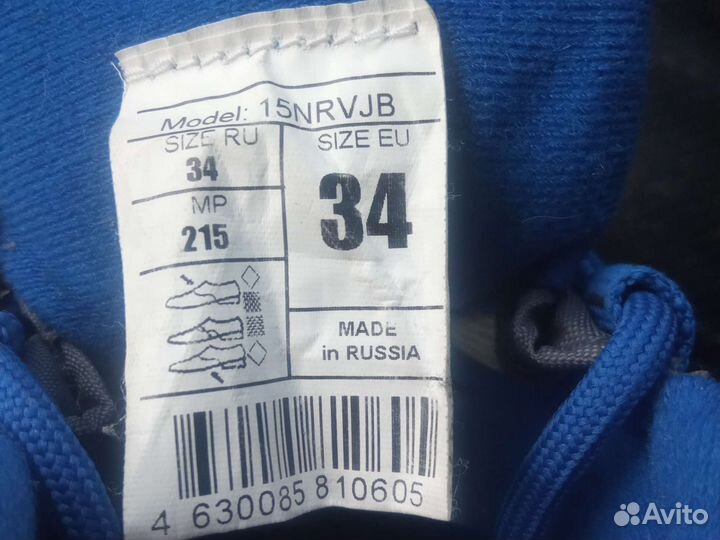 Model: 15NRVJB
SIZE RU
34
MP
215
SIZE EU
34
MADE
in RUSSIA
4 630085 810605
Avito